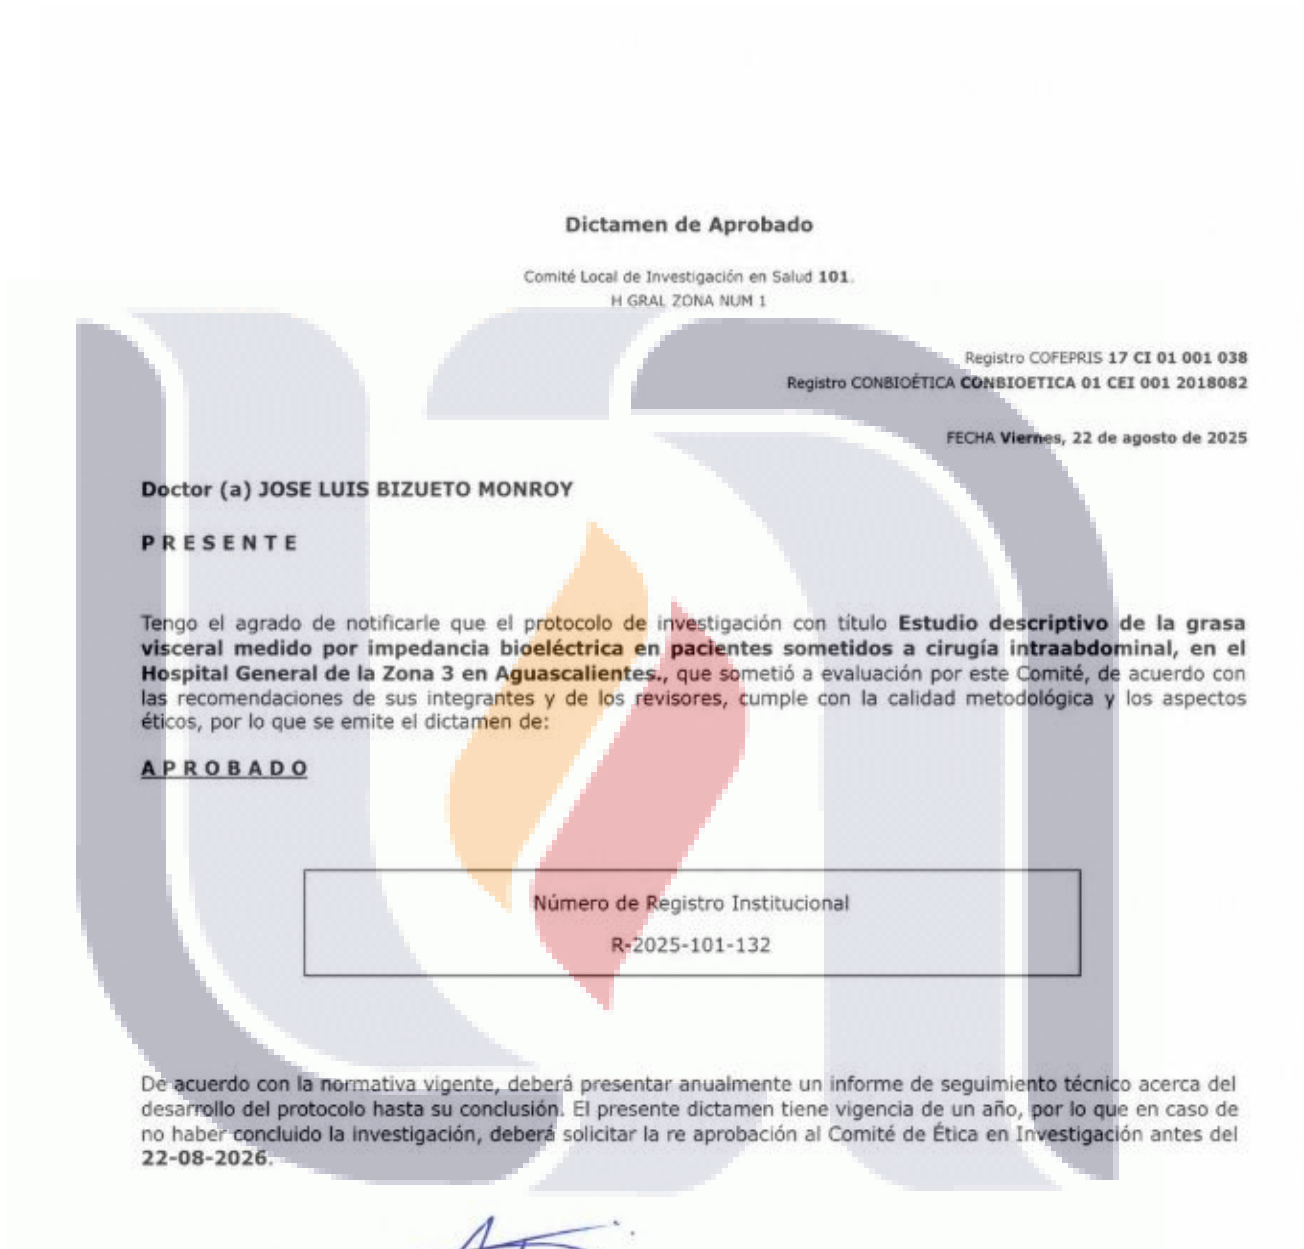 Dictamen de Aprobado
Comité Local de Investigación en Salud 101.
H GRAL ZONA NUM 1
Registro COFEPRIS 17 CI 01 001 038
Registro CONBIOÉTICA CONBIOETICA 01 CEI 001 2018082
FECHA Viernes, 22 de agosto de 2025
Doctor (a) JOSE LUIS BIZUETO MONROY
P R E S E N T E
Tengo el agrado de notificarle que el protocolo de investigación con título Estudio descriptivo de la grasa
visceral medido por impedancia bioeléctrica en pacientes sometidos a cirugía intraabdominal, en el
Hospital General de la Zona 3 en Aguascalientes., que sometió a evaluación por este Comité, de acuerdo con
las recomendaciones de sus integrantes y de los revisores, cumple con la calidad metodológica y los aspectos
éticos, por lo que se emite el dictamen de:
A P R O B A D O
Número de Registro Institucional
R-2025-101-132
De acuerdo con la normativa vigente, deberá presentar anualmente un informe de seguimiento técnico acerca del
desarrollo del protocolo hasta su conclusión. El presente dictamen tiene vigencia de un año, por lo que en caso de
no haber concluido la investigación, deberá solicitar la re aprobación al Comité de Ética en Investigación antes del
22-08-2026.